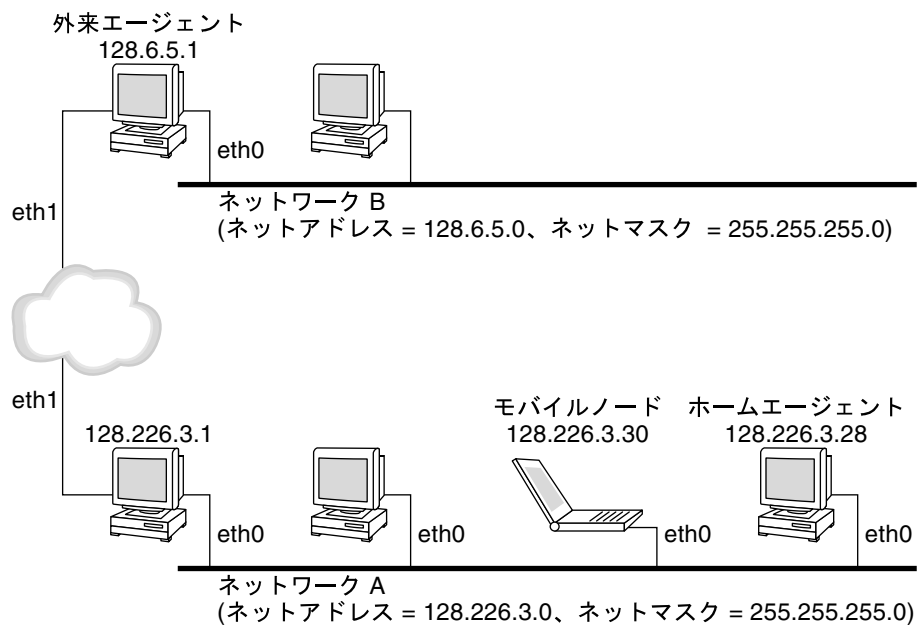 外来エージェント
128.6.5.1
eth0
eth1
ネットワーク B
(ネットアドレス = 128.6.5.0、ネットマスク = 255.255.255.0)
eth1
モバイルノード
ホームエージェント
128.226.3.1
128.226.3.30
128.226.3.28
eth0
eth0
eth0
eth0
ネットワーク A
(ネットアドレス = 128.226.3.0、ネットマスク = 255.255.255.0)